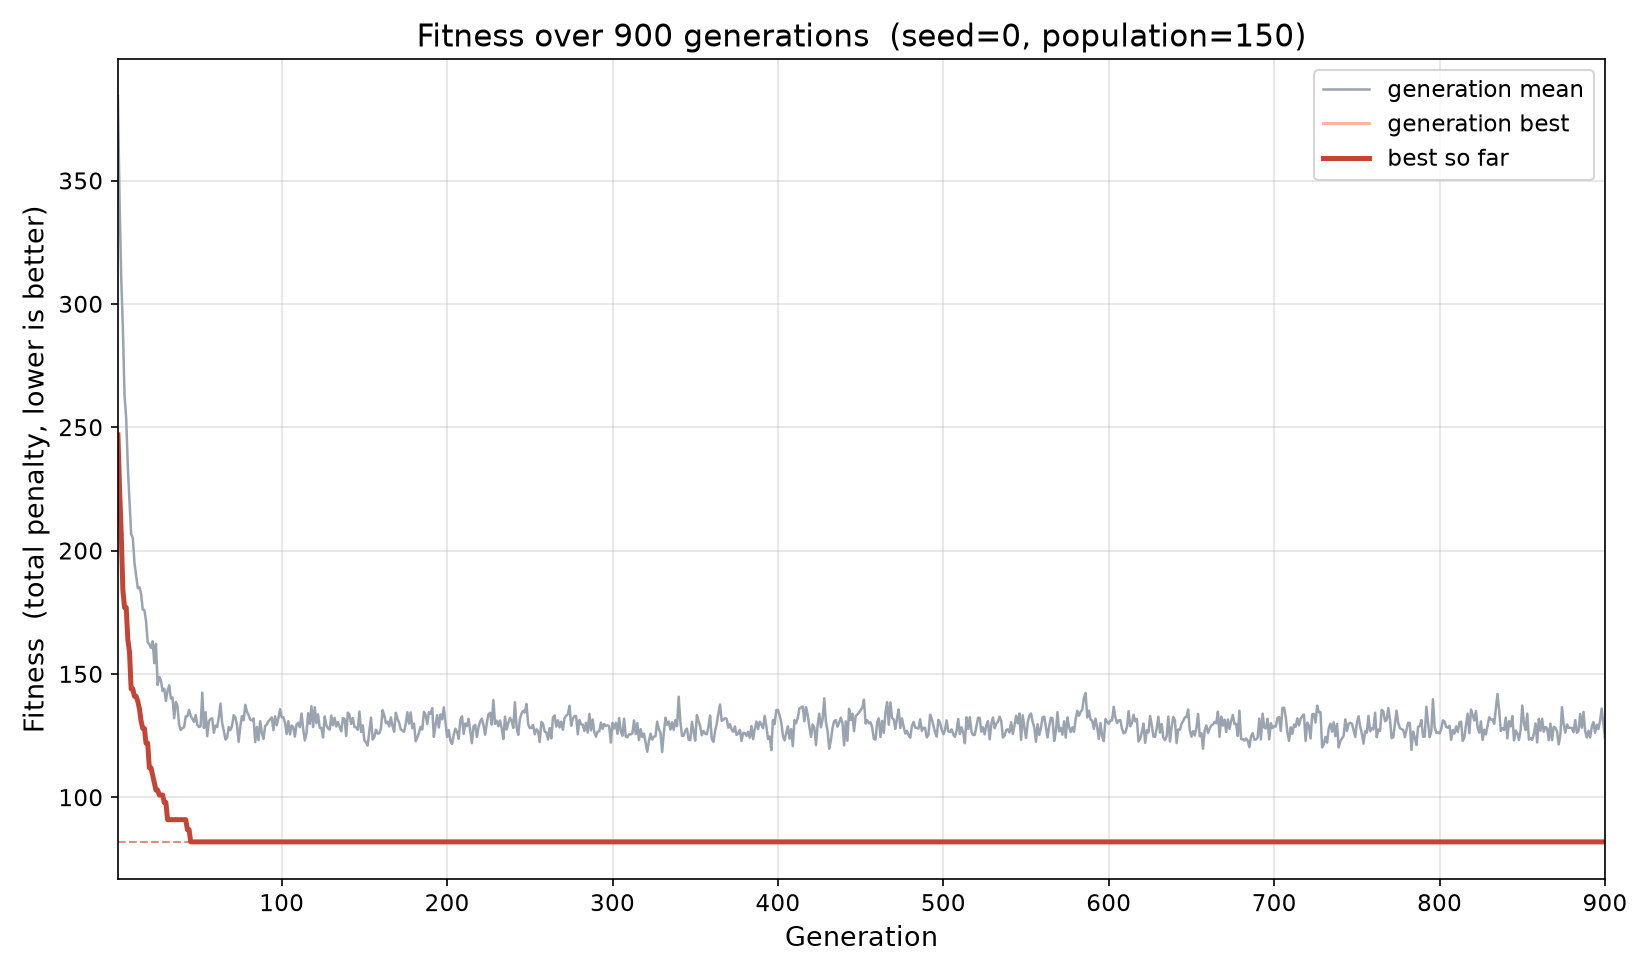 Fitness over 900 generations  (seed=0, population=150)
generation mean
generation best
best so far
Fitness  (total penalty, lower is better)
350
300
250
200
150
100
100 200 300 400 500 600 700 800 900
Generation